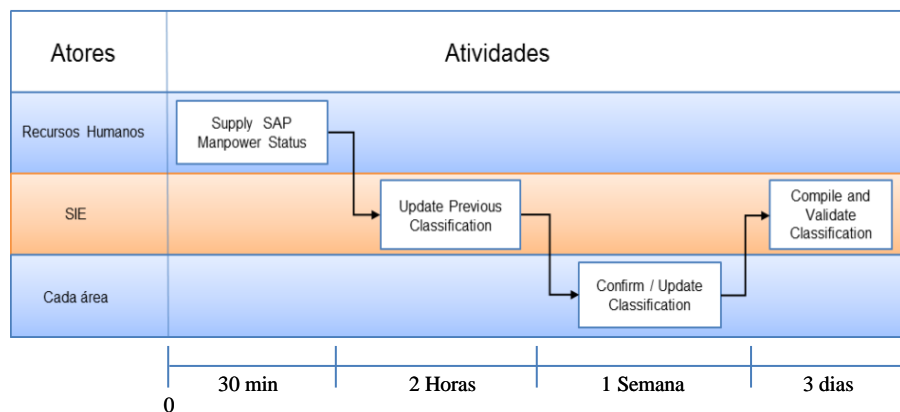 Atores
Atividades
Recursos Humanos
Supply SAP
Manpower Status
SIE
Update Previous
Classification
Compile and
Validate
Classification
Cada área
Confirm / Update
Classification
30 min
2 Horas
1 Semana
3 dias
0